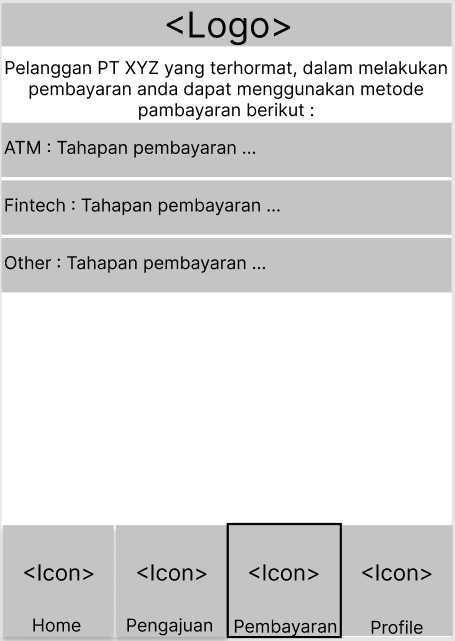 <Logo>
Pelanggan PT XYZ yang terhormat, dalam melakukan
pembayaran anda dapat menggunakan metode
pambayaran berikut :
ATM : Tahapan pembayaran ...
Fintech : Tahapan pembayaran ...
Other : Tahapan pembayaran ...
<Icon> <Icon> <Icon> <Icon>
Home Pengajuan Pembayaran Profile